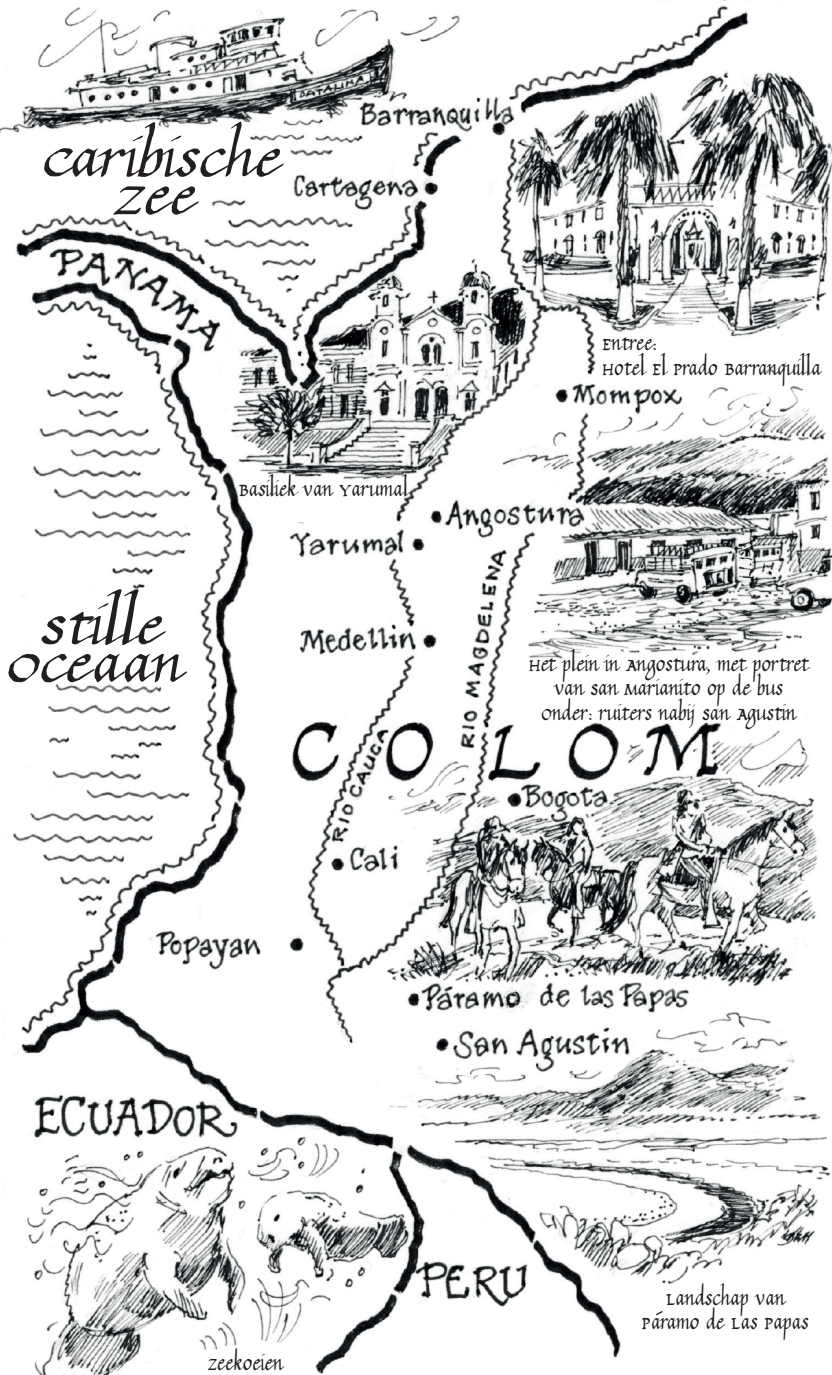 CATALINA
Barranquilla
caribische
zee
Cartagena
PANAMA
Entree:
Hotel El Prado Barranquilla
Mompox
Basiliek van Yarumal
Angostura
Yarumal
RIO MAGDELENA
stille
oceaan
Medellin
Het plein in Angostura, met portret
van san Marianito op de bus
onder: ruiters nabij san Agustin
COLOM
RIO CAUCA
Bogota
Cali
Popayan
Páramo de las Papas
San Agustin
ECUADOR
PERU
Landschap van
Páramo de Las Papas
zeekoeien